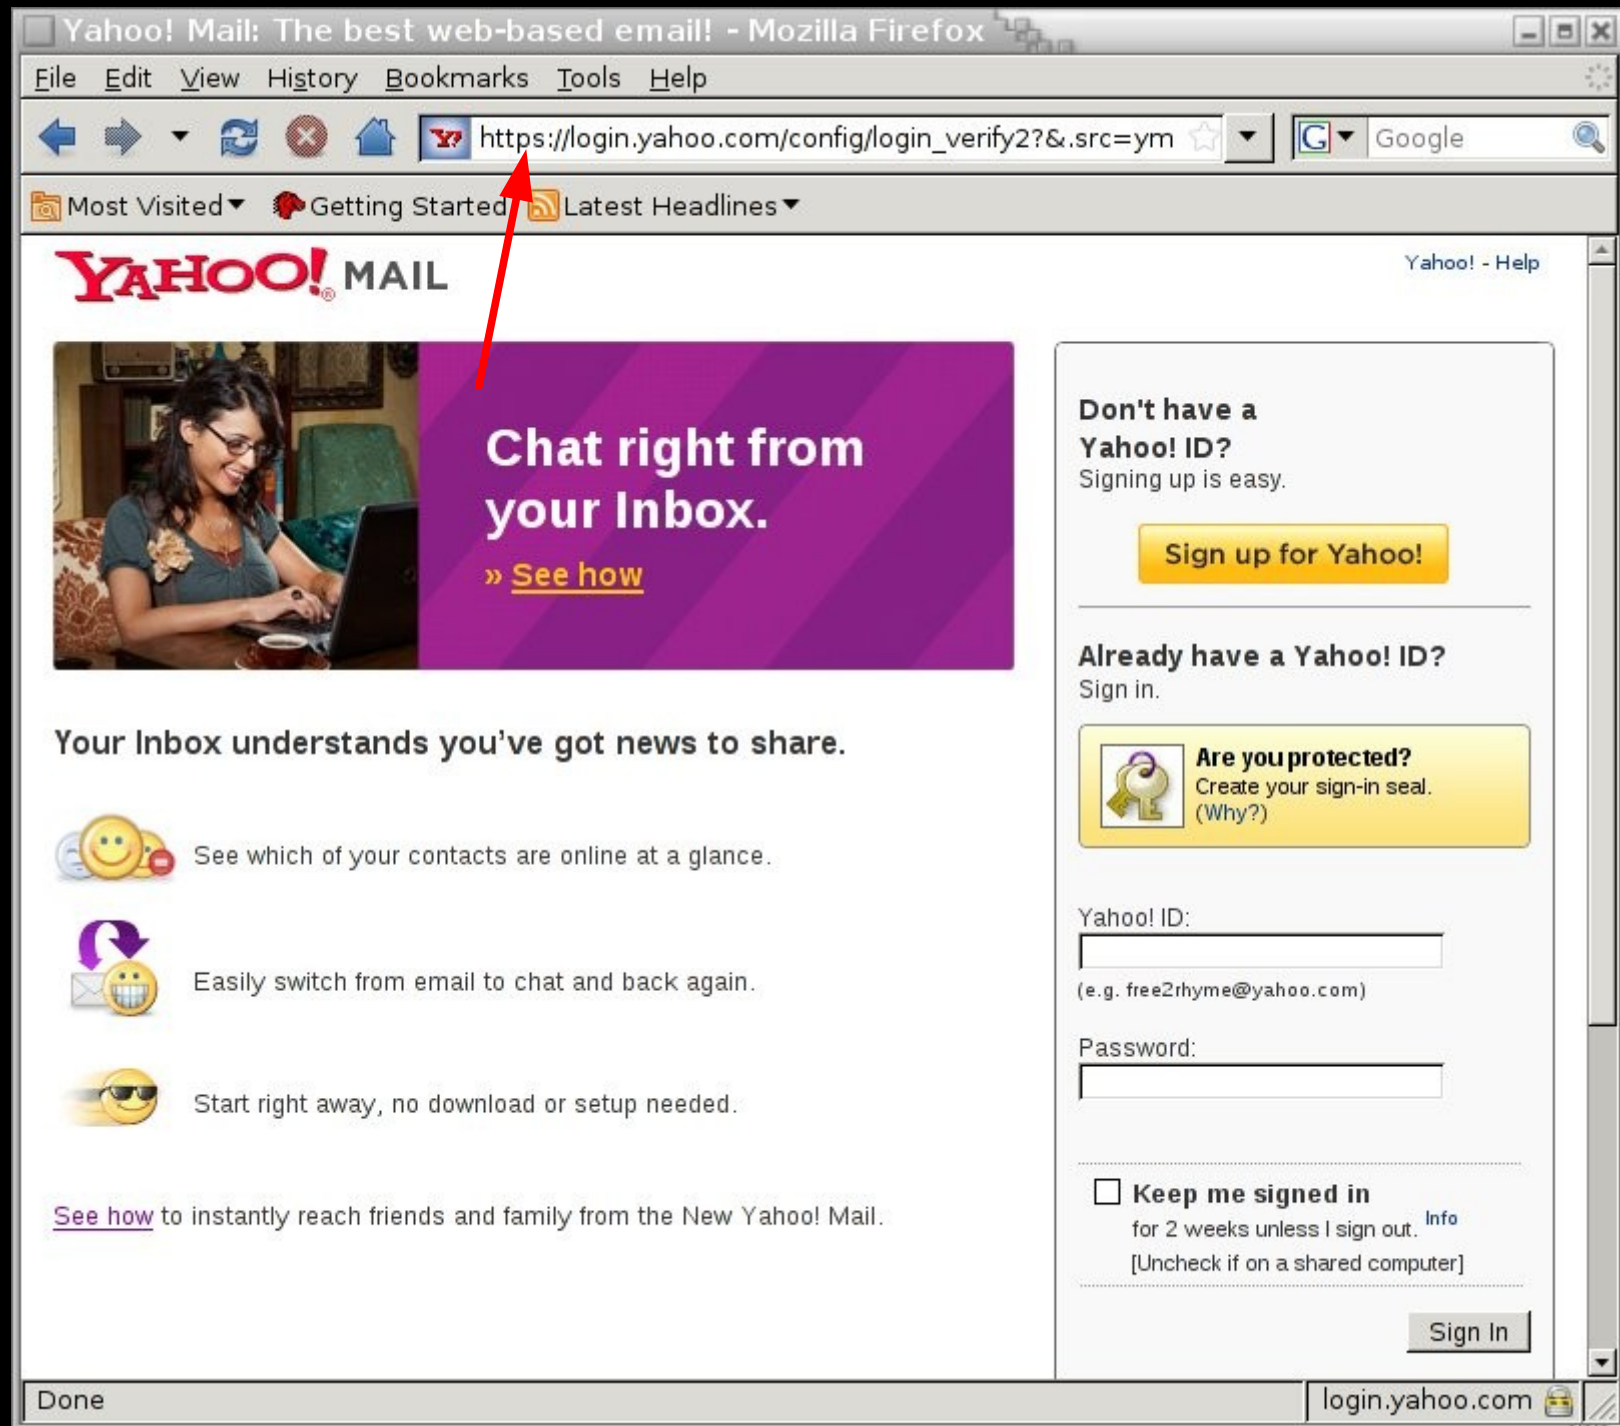 Yahoo! Mail: The best web-based email! - Mozilla Firefox
File Edit View History Bookmarks Tools Help
https://login.yahoo.com/config/login_verify2?&.src=ym
Google
Most Visited Getting Started Latest Headlines
YAHOO!® MAIL
Yahoo! - Help
Chat right from
your Inbox.
» See how
Your Inbox understands you've got news to share.
See which of your contacts are online at a glance.
Easily switch from email to chat and back again.
Start right away, no download or setup needed.
See how to instantly reach friends and family from the New Yahoo! Mail.
Don't have a
Yahoo! ID?
Signing up is easy.
Sign up for Yahoo!
Already have a Yahoo! ID?
Sign in.
Are you protected?
Create your sign-in seal.
(Why?)
Yahoo! ID:
(e.g. free2rhyme@yahoo.com)
Password:
Keep me signed in
for 2 weeks unless I sign out. Info
[Uncheck if on a shared computer]
Sign In
Done
login.yahoo.com